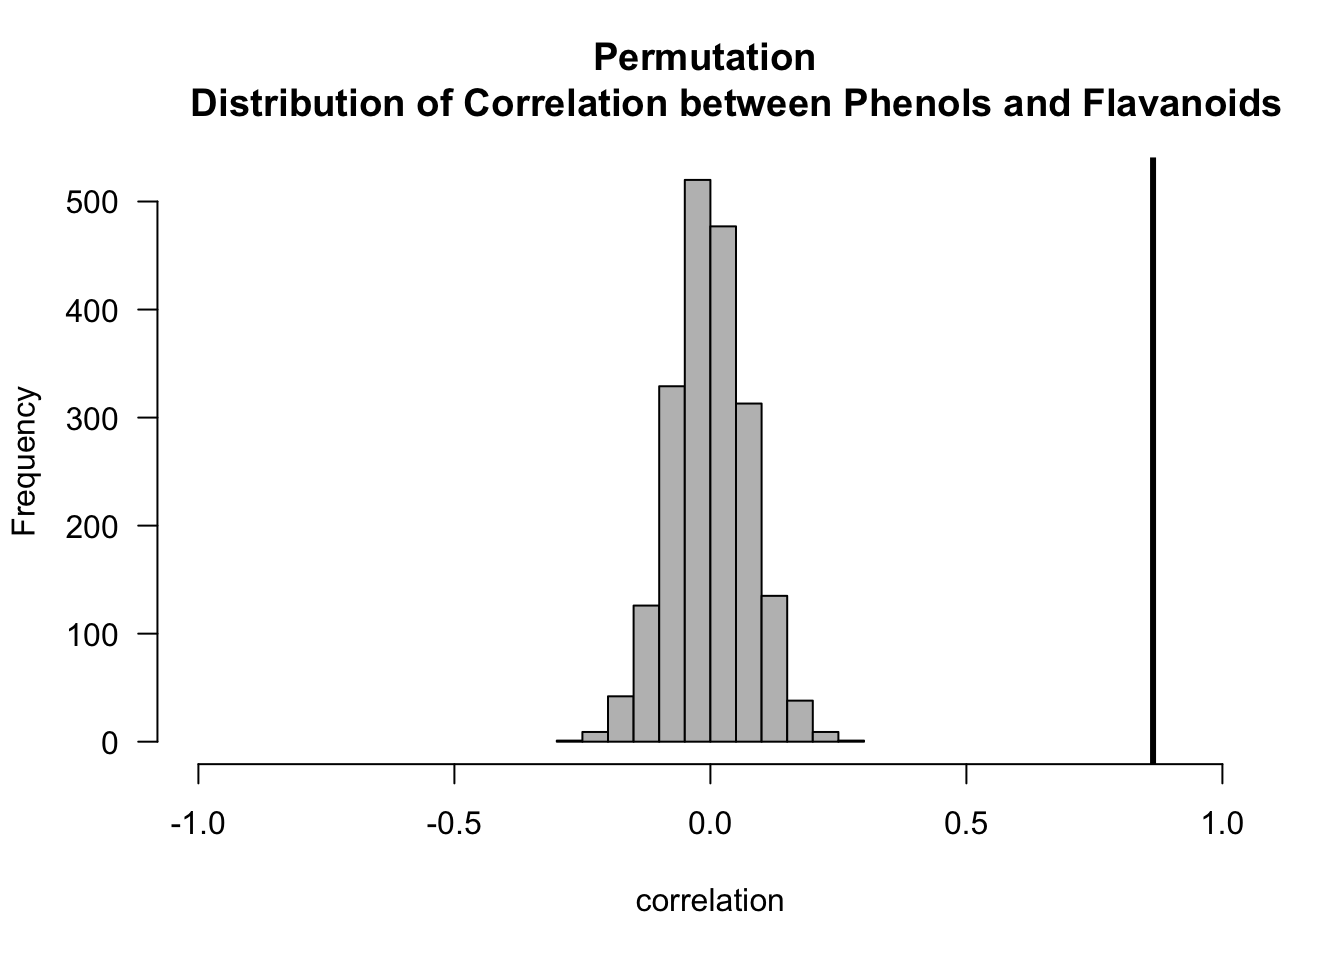 Permutation
Distribution of Correlation between Phenols and Flavanoids
Frequency
500
400
300
200
100
0
-1.0 -0.5 0.0 0.5 1.0
correlation